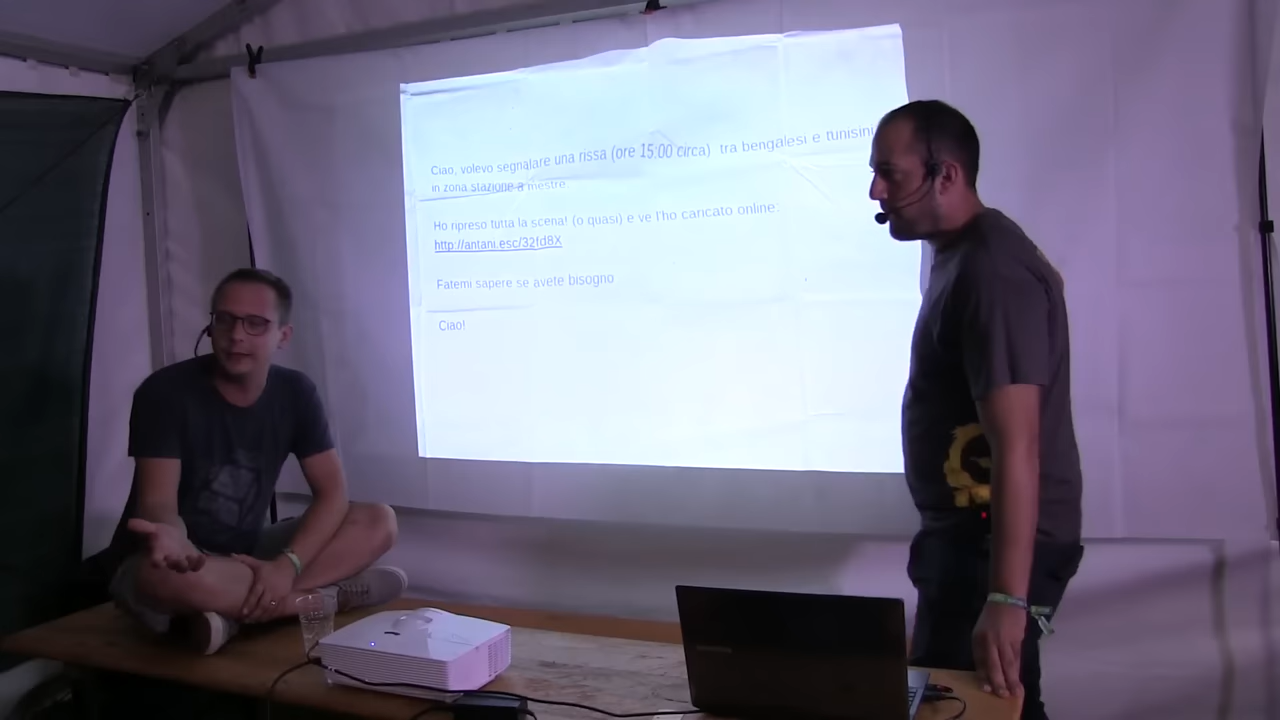 Ciao, volevo segnalare una rissa (ore 15:00 circa) tra bengalesi e tunisini
in zona stazione a mestre
Ho ripreso tutta la scena! (o quasi) e ve l'ho caricato online:
http://antani.esc/32fd8X
Fatemi sapere se avete bisogno
Ciao!